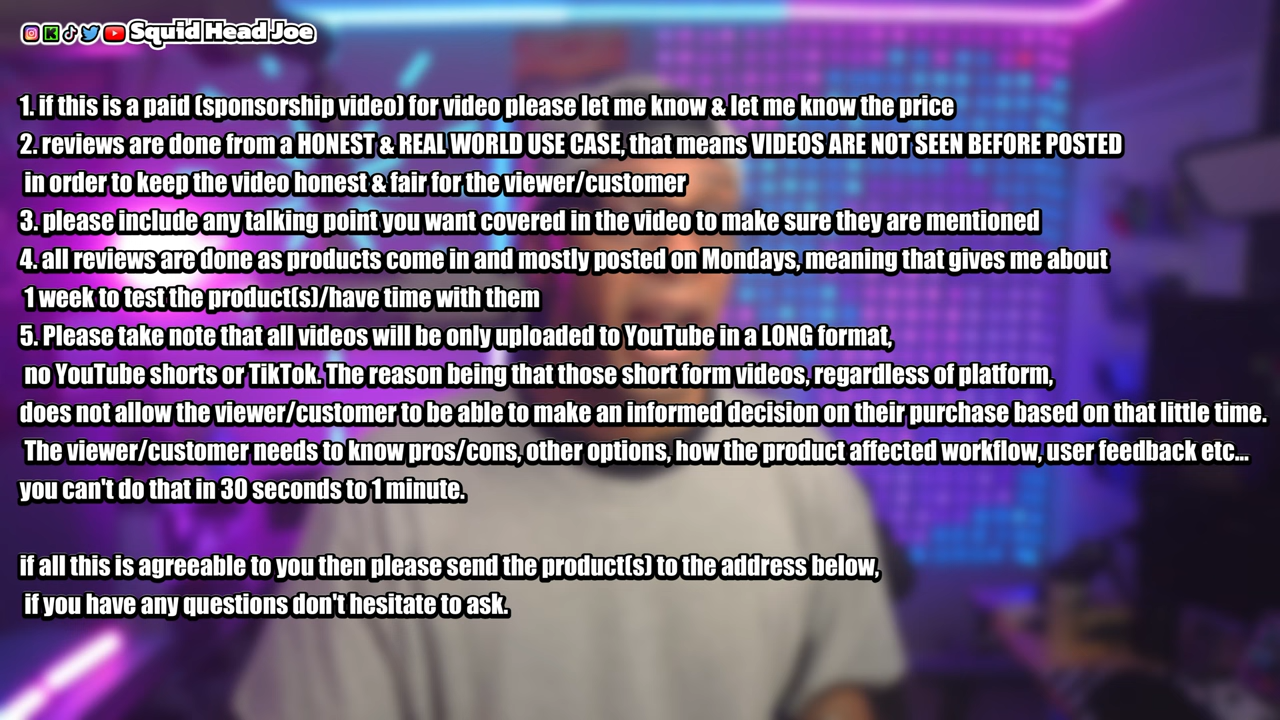 Squid Head Joe
1. if this is a paid (sponsorship video) for video please let me know & let me know the price
2. reviews are done from a HONEST & REAL WORLD USE CASE, that means VIDEOS ARE NOT SEEN BEFORE POSTED
in order to keep the video honest & fair for the viewer/customer
3. please include any talking point you want covered in the video to make sure they are mentioned
4. all reviews are done as products come in and mostly posted on Mondays, meaning that gives me about
1 week to test the product(s)/have time with them
5. Please take note that all videos will be only uploaded to YouTube in a LONG format,
no YouTube shorts or TikTok. The reason being that those short form videos, regardless of platform,
does not allow the viewer/customer to be able to make an informed decision on their purchase based on that little time.
The viewer/customer needs to know pros/cons, other options, how the product affected workflow, user feedback etc...
you can't do that in 30 seconds to 1 minute.
if all this is agreeable to you then please send the product(s) to the address below,
if you have any questions don't hesitate to ask.